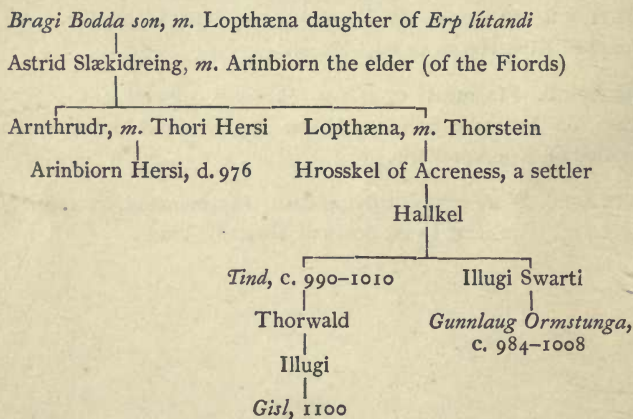 Bragi Bodda son, m. Lopthæna daughter of Erp lútandi
Astrid Slækidreing, m. Arinbiorn the elder (of the Fiords)
Arnthrudr, m. Thori Hersi Lopthæna, m. Thorstein
Arinbiorn Hersi, d. 976 Hrosskel of Acreness, a settler
Hallkel
Tind, c. 990–1010 Illugi Swarti
Thorwald Gunnlaug Ormstunga,
c. 984–1008
Illugi
Gisl, 1100